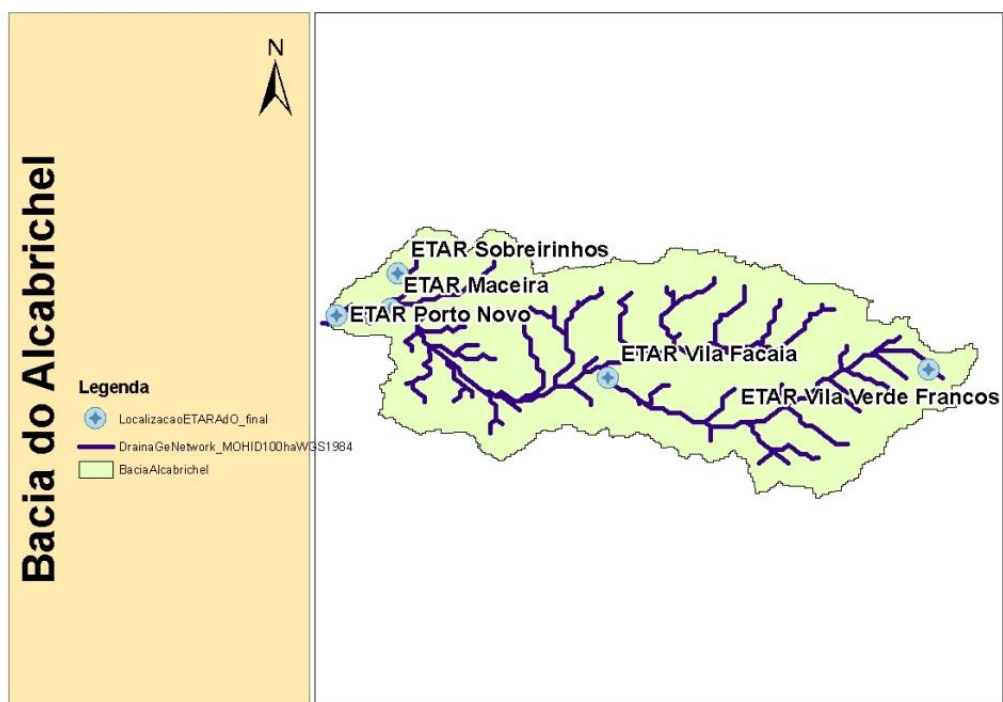 N
Bacia do Alcabrichel
Legenda
LocalizacaoETARAdO_final
DrainaGeNetwork_MOHID100haWGS1984
BaciaAlcabrichel
ETAR Sobreirinhos
ETAR Maceira
ETAR Porto Novo
ETAR Vila Facaia
ETAR Vila Verde Francos